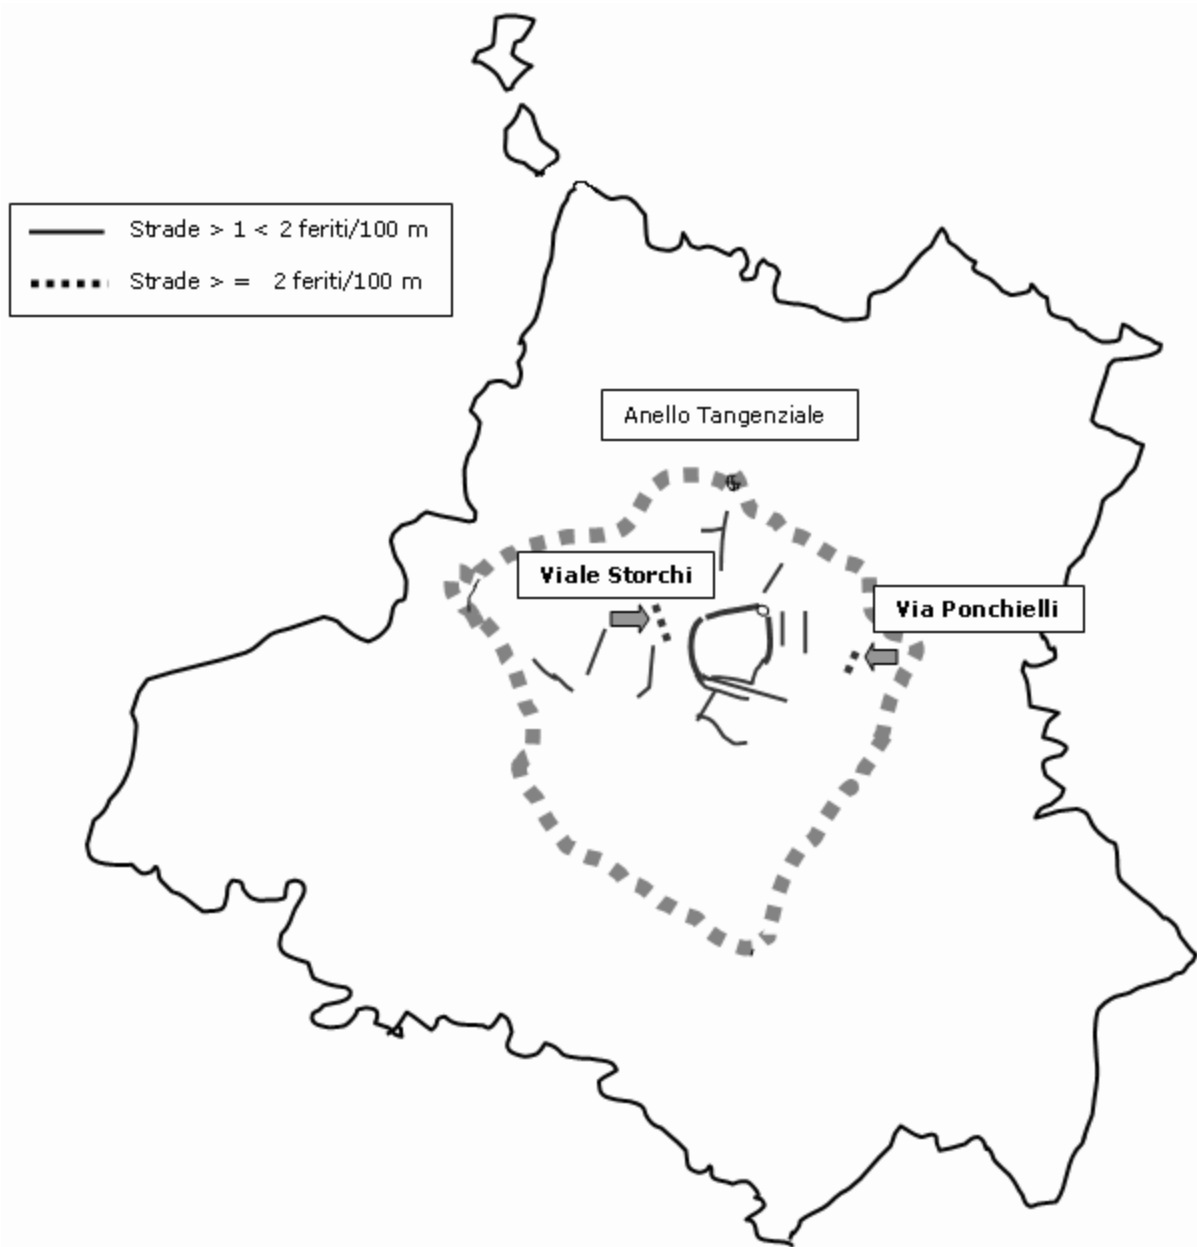 Strade > 1 < 2 feriti/100 m
Strade > = 2 feriti/100 m
Anello Tangenziale
Viale Storchi
Via Ponchielli